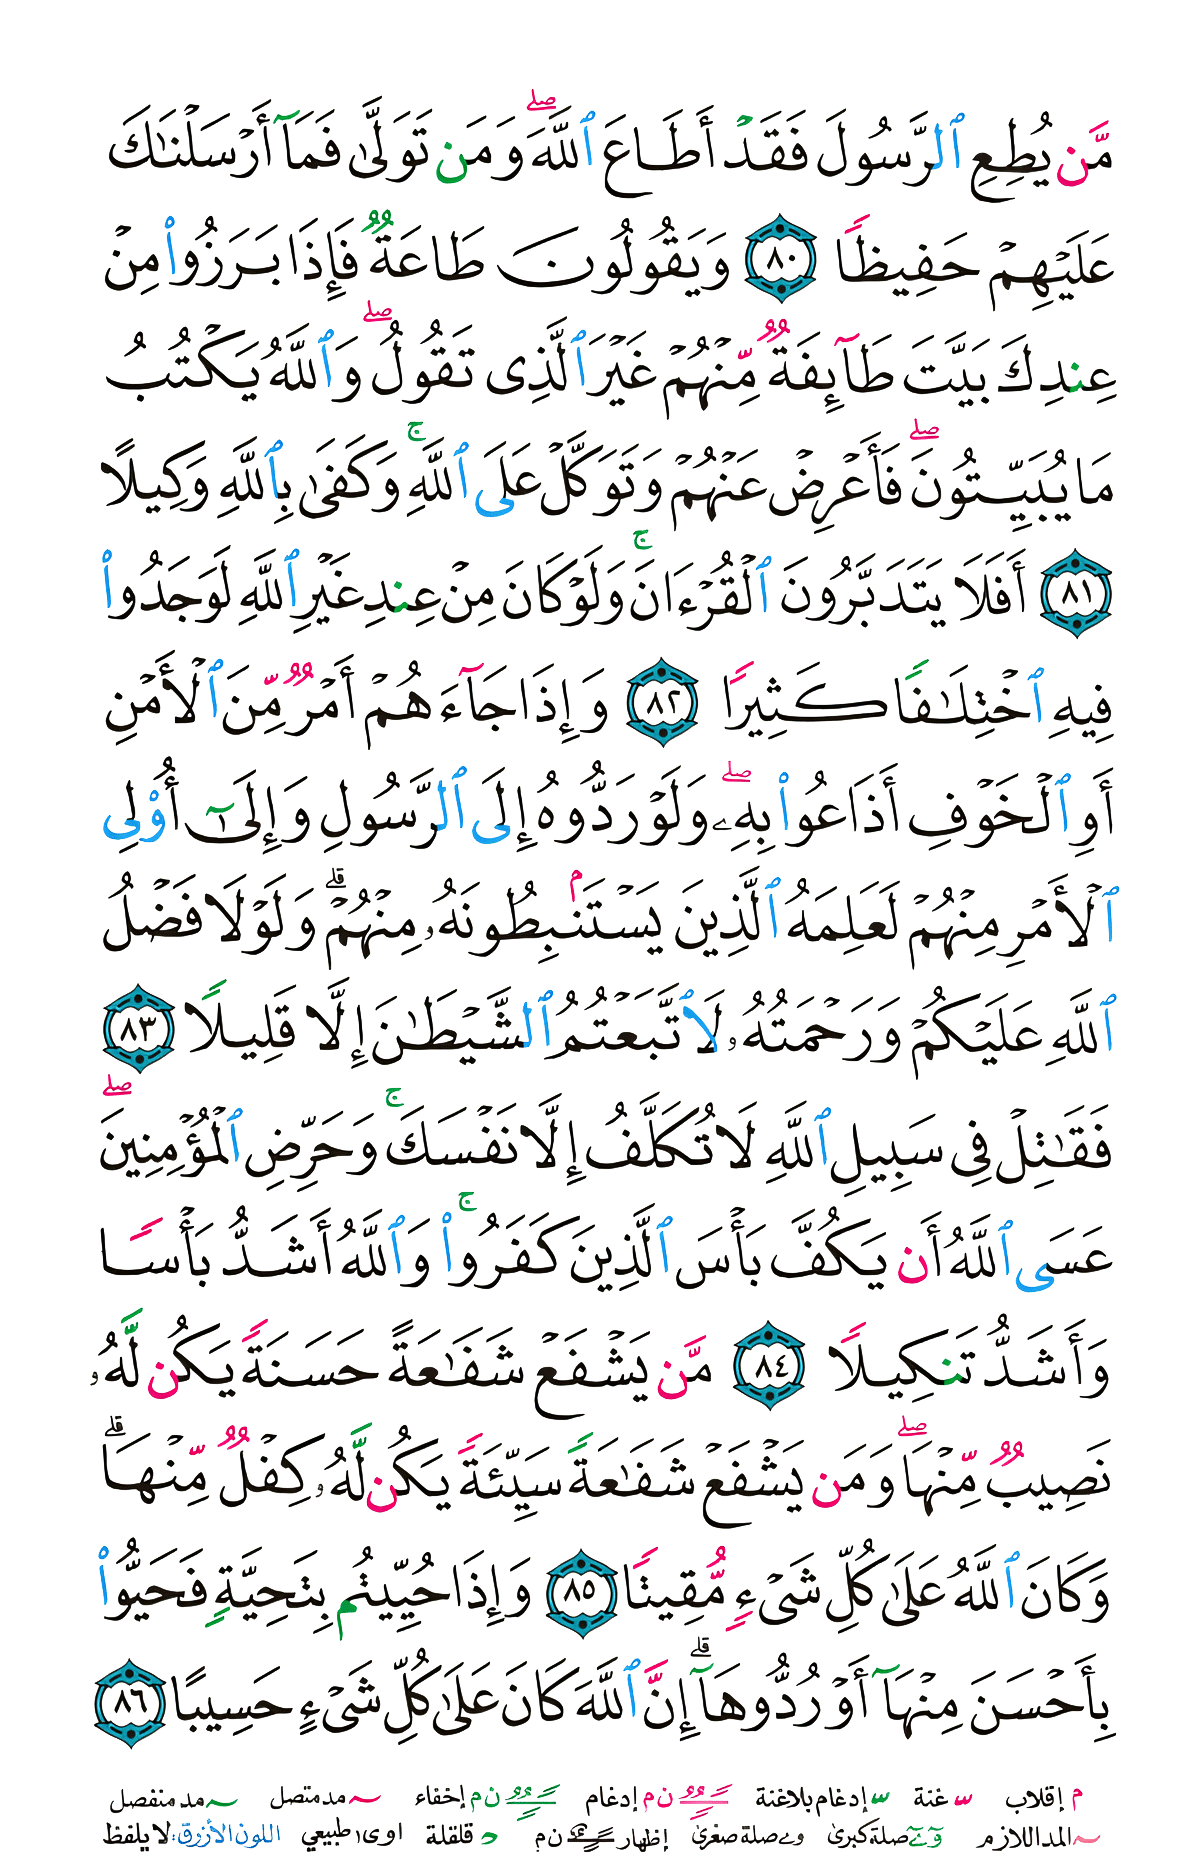 مَّن يُطِعِ ٱلرَّسُولَ فَقَدْ أَطَاعَ ٱللَّهَۖ وَمَن تَوَلَّىٰ فَمَآ أَرْسَلْنَٰكَ
عَلَيْهِمْ حَفِيظًا ٨٠ وَيَقُولُونَ طَاعَةٌ فَإِذَا بَرَزُوا۟ مِنْ
عِندِكَ بَيَّتَ طَآئِفَةٌ مِّنْهُمْ غَيْرَ ٱلَّذِى تَقُولُۖ وَٱللَّهُ يَكْتُبُ
مَا يُبَيِّتُونَۖ فَأَعْرِضْ عَنْهُمْ وَتَوَكَّلْ عَلَى ٱللَّهِۚ وَكَفَىٰ بِٱللَّهِ وَكِيلًا
٨١ أَفَلَا يَتَدَبَّرُونَ ٱلْقُرْءَانَۚ وَلَوْ كَانَ مِنْ عِندِ غَيْرِ ٱللَّهِ لَوَجَدُوا۟
فِيهِ ٱخْتِلَٰفًا كَثِيرًا ٨٢ وَإِذَا جَآءَهُمْ أَمْرٌ مِّنَ ٱلْأَمْنِ
أَوِ ٱلْخَوْفِ أَذَاعُوا۟ بِهِۦۖ وَلَوْ رَدُّوهُ إِلَى ٱلرَّسُولِ وَإِلَىٰٓ أُو۟لِى
ٱلْأَمْرِ مِنْهُمْ لَعَلِمَهُ ٱلَّذِينَ يَسْتَنۢبِطُونَهُۥ مِنْهُمْۗ وَلَوْلَا فَضْلُ
ٱللَّهِ عَلَيْكُمْ وَرَحْمَتُهُۥ لَٱتَّبَعْتُمُ ٱلشَّيْطَٰنَ إِلَّا قَلِيلًا ٨٣
فَقَٰتِلْ فِى سَبِيلِ ٱللَّهِ لَا تُكَلَّفُ إِلَّا نَفْسَكَۚ وَحَرِّضِ ٱلْمُؤْمِنِينَۖ
عَسَى ٱللَّهُ أَن يَكُفَّ بَأْسَ ٱلَّذِينَ كَفَرُوا۟ۚ وَٱللَّهُ أَشَدُّ بَأْسًا
وَأَشَدُّ تَنكِيلًا ٨٤ مَّن يَشْفَعْ شَفَٰعَةً حَسَنَةً يَكُن لَّهُۥ
نَصِيبٌ مِّنْهَاۖ وَمَن يَشْفَعْ شَفَٰعَةً سَيِّئَةً يَكُن لَّهُۥ كِفْلٌ مِّنْهَاۗ
وَكَانَ ٱللَّهُ عَلَىٰ كُلِّ شَىْءٍ مُّقِيتًا ٨٥ وَإِذَا حُيِّيتُم بِتَحِيَّةٍ فَحَيُّوا۟
بِأَحْسَنَ مِنْهَآ أَوْ رُدُّوهَآۗ إِنَّ ٱللَّهَ كَانَ عَلَىٰ كُلِّ شَىْءٍ حَسِيبًا ٨٦
م إقلاب غنة إدغام بلاغنة ن م إدغام ن م إخفاء مد متصل مد منفصل
المد اللازم صلة كبرىٰ وے صلة صغرىٰ إظهار ن م قلقلة اوى١ طبيعي اللون الأزرق: لا يلفظ